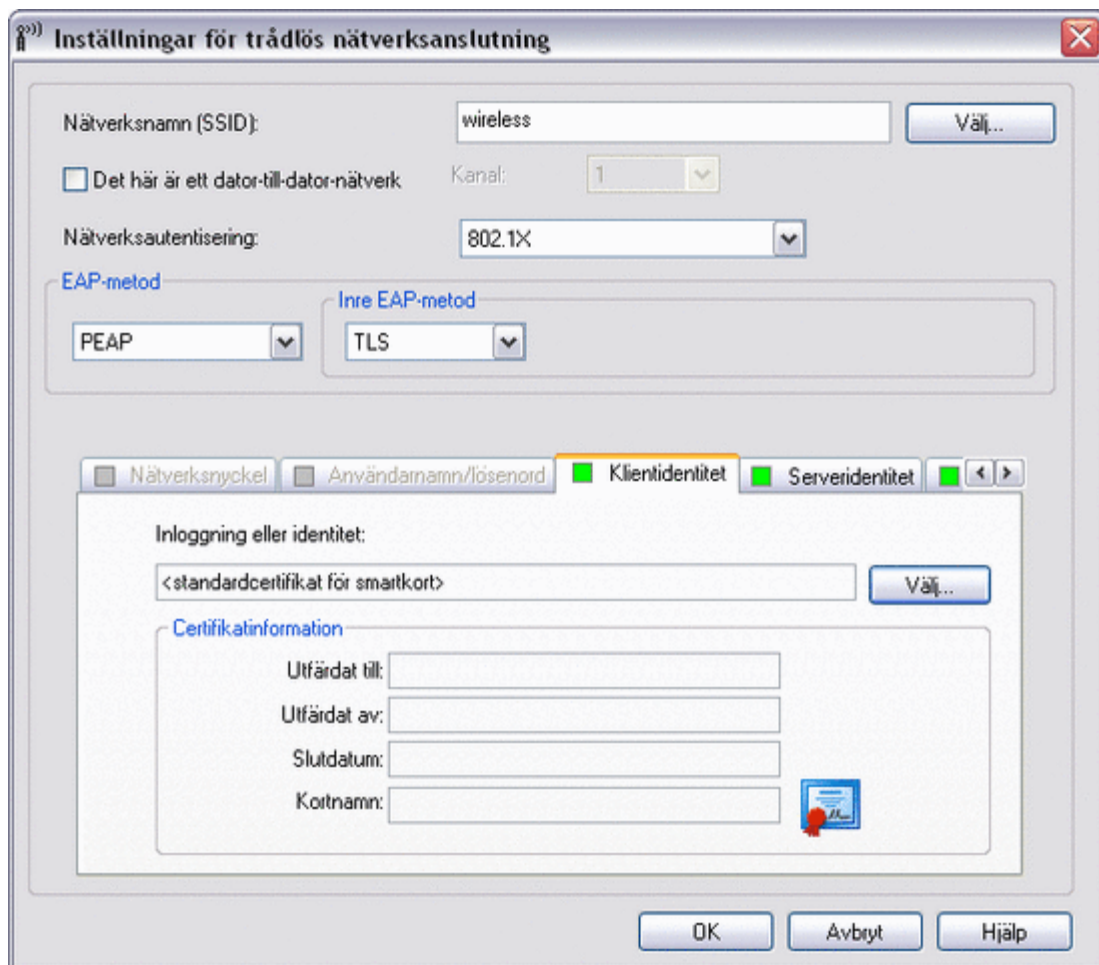 Inställningar för trådlös nätverksanslutning
Nätverksnamn (SSID): wireless Välj...
Det här är ett dator-till-dator-nätverk Kanal: 1
Nätverksautentisering: 802.1X
EAP-metod
Inre EAP-metod
PEAP TLS
Nätverksnyckel Användarnamn/lösenord Klientidentitet Serveridentitet
Inloggning eller identitet:
<standardcertifikat för smartkort> Välj...
Certifikatinformation
Utfärdat till:
Utfärdat av:
Slutdatum:
Kortnamn:
OK Avbryt Hjälp